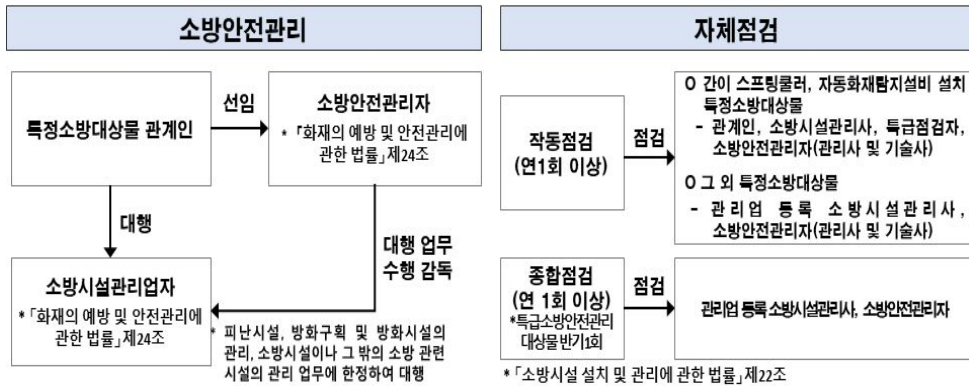 소방안전관리
특정소방대상물 관계인
선임
소방안전관리자
* 「화재의 예방 및 안전관리에
관한 법률」제24조
대행
대행 업무
수행 감독
소방시설관리업자
* 「화재의 예방 및 안전관리에
관한 법률」제24조
* 피난시설, 방화구획 및 방화시설의
관리, 소방시설이나 그 밖의 소방 관련
시설의 관리 업무에 한정하여 대행
자체점검
작동점검
(연1회 이상)
점검
O 간이 스프링쿨러, 자동화재탐지설비 설치
특정소방대상물
- 관계인, 소방시설관리사, 특급점검자,
소방안전관리자(관리사 및 기술사)
O 그 외 특정소방대상물
- 관리업 등록 소방시설관리사,
소방안전관리자(관리사 및 기술사)
종합점검
(연 1회 이상)
*특급소방안전관리
대상물 반기1회
점검
관리업 등록 소방시설관리사, 소방안전관리자
* 「소방시설 설치 및 관리에 관한 법률」제22조